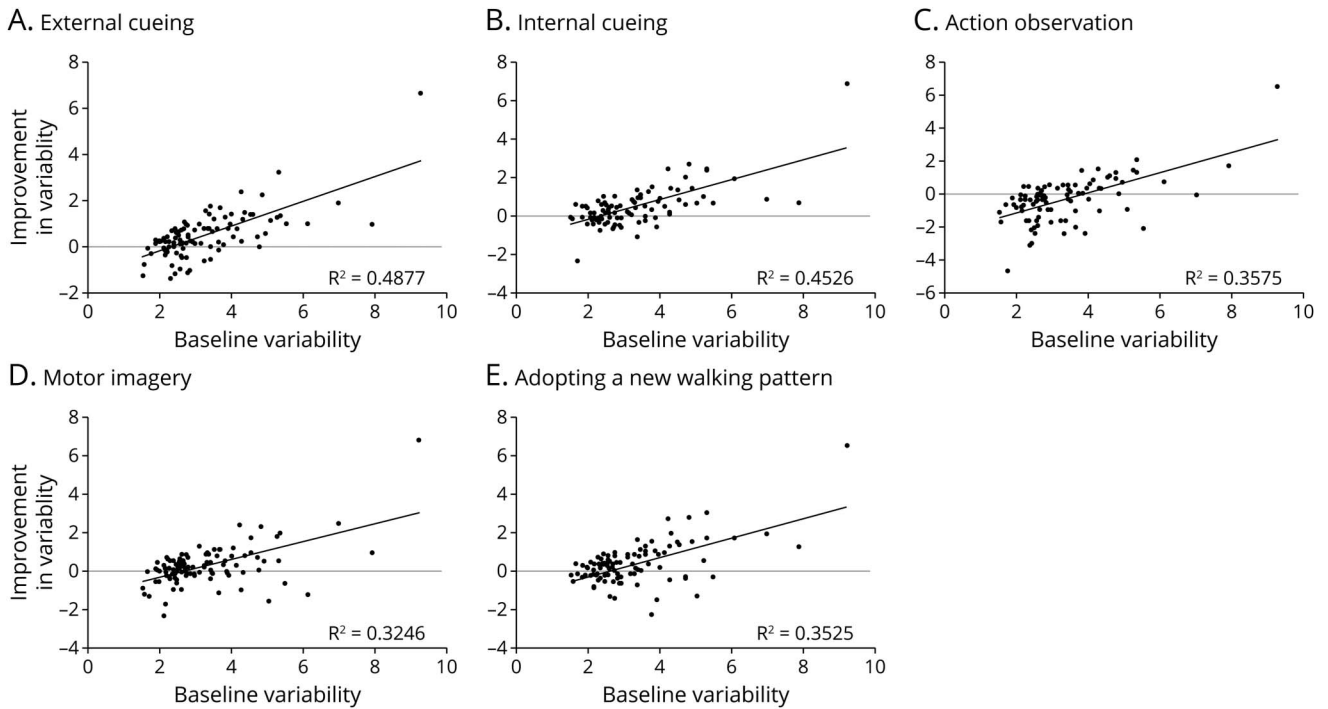 A. External cueing
B. Internal cueing
C. Action observation
Improvement
in variablity
8
6
4
2
0
–2
8
6
4
2
0
–2
–4
8
6
4
2
0
–2
–4
–6
R² = 0.4877
R² = 0.4526
R² = 0.3575
0 2 4 6 8 10
0 2 4 6 8 10
0 2 4 6 8 10
Baseline variability
Baseline variability
Baseline variability
D. Motor imagery
E. Adopting a new walking pattern
Improvement
in variablity
8
6
4
2
0
–2
–4
8
6
4
2
0
–2
–4
R² = 0.3246
R² = 0.3525
0 2 4 6 8 10
0 2 4 6 8 10
Baseline variability
Baseline variability